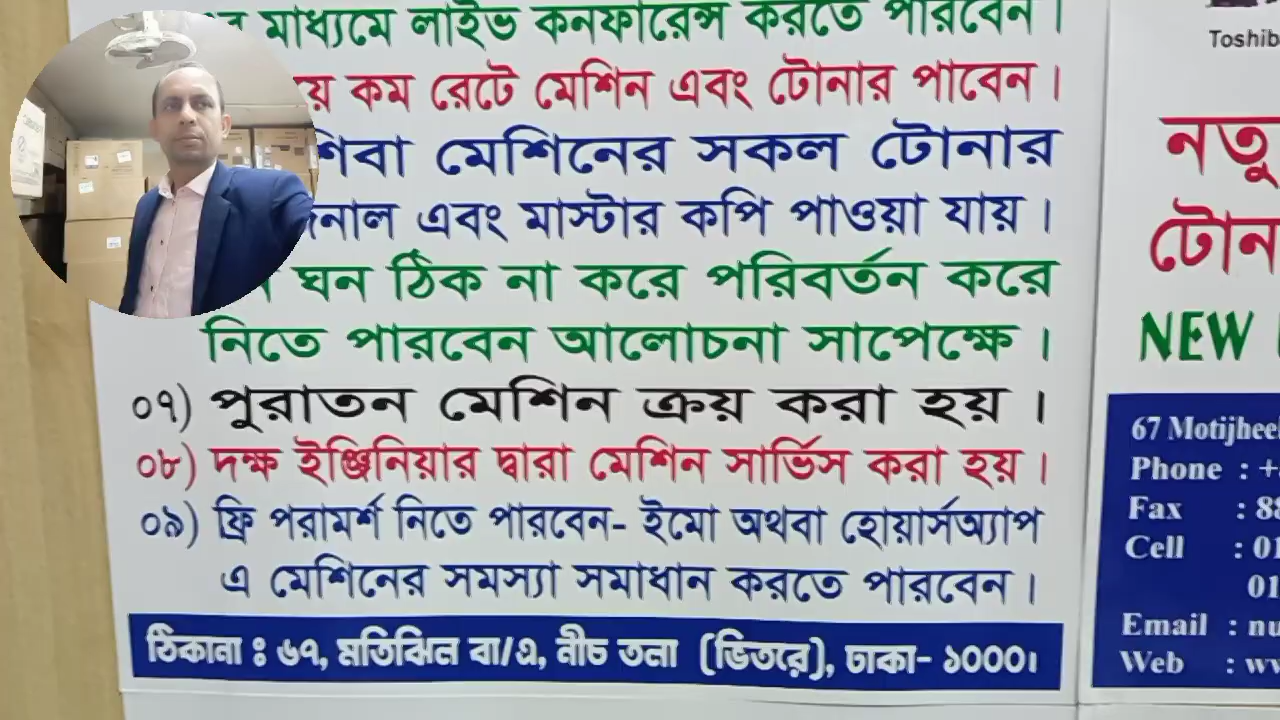 মাধ্যমে লাইভ কনফারেন্স করতে পারবেন।
কম রেটে মেশিন এবং টোনার পাবেন।
মেশিনের সকল টোনার
এবং মাস্টার কপি পাওয়া যায়।
ঘন ঠিক না করে পরিবর্তন করে
নিতে পারবেন আলোচনা সাপেক্ষে।
০৭) পুরাতন মেশিন ক্রয় করা হয়।
০৮) দক্ষ ইঞ্জিনিয়ার দ্বারা মেশিন সার্ভিস করা হয়।
০৯) ফ্রি পরামর্শ নিতে পারবেন- ইমো অথবা হোয়ার্সঅ্যাপ
এ মেশিনের সমস্যা সমাধান করতে পারবেন।
ঠিকানা : ৬৭, মতিঝিল বা/এ, নীচ তলা (ভিতরে), ঢাকা- ১০০০।
Toshib
নতু
টোন
NEW
67 Motijhee
Phone : +
Fax : 88
Cell : 01
01
Email : nu
Web : ww